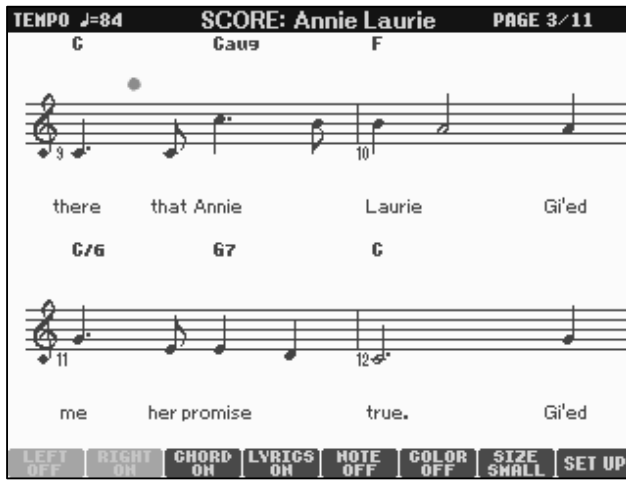 TEMPO ♩=84 SCORE: Annie Laurie PAGE 3/11
C Caug F
9 10
there that Annie Laurie Gi'ed
C/G G7 C
11 12
me her promise true. Gi'ed
LEFT OFF RIGHT ON CHORD ON LYRICS ON NOTE OFF COLOR OFF SIZE SMALL SET UP